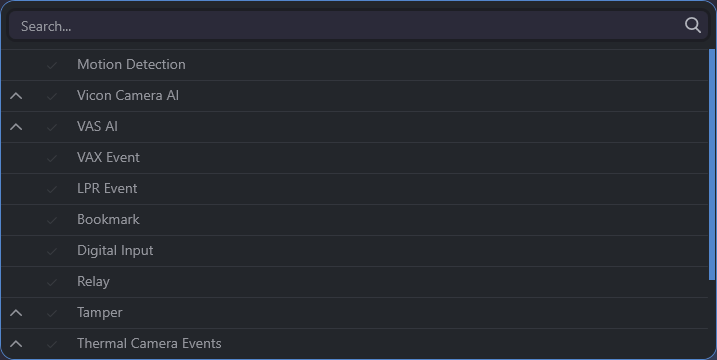 Search...
Motion Detection
Vicon Camera AI
VAS AI
VAX Event
LPR Event
Bookmark
Digital Input
Relay
Tamper
Thermal Camera Events